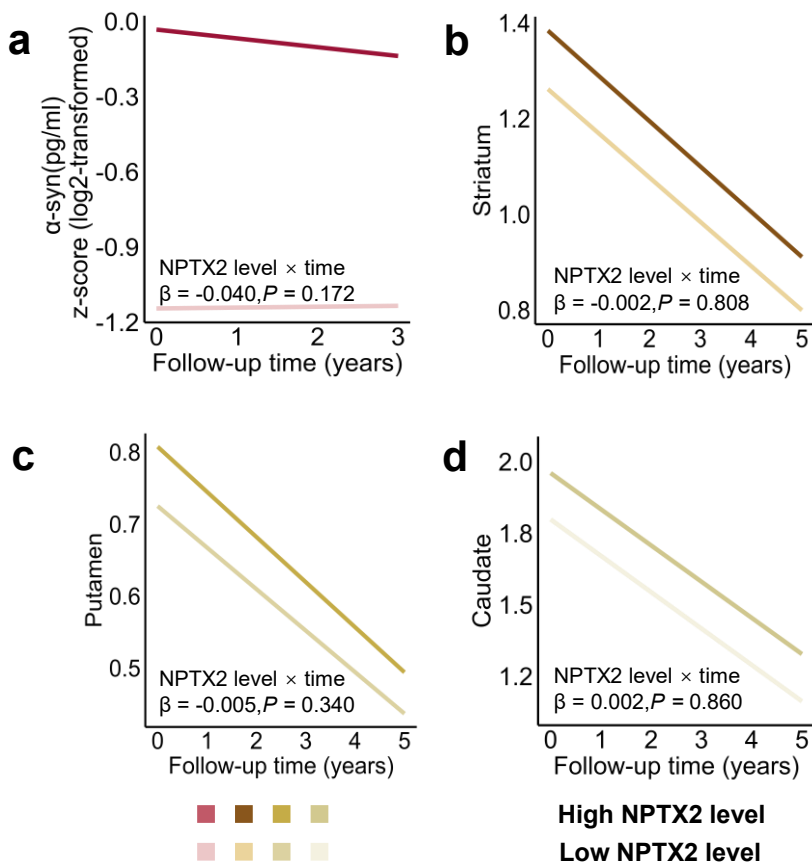 a
α-syn(pg/ml)
z-score (log2-transformed)
0.0
-0.3
-0.6
-0.9
-1.2
NPTX2 level × time
β = -0.040,P = 0.172
0 1 2 3
Follow-up time (years)
b
Striatum
1.4
1.2
1.0
0.8
NPTX2 level × time
β = -0.002,P = 0.808
0 1 2 3 4 5
Follow-up time (years)
c
Putamen
0.8
0.7
0.6
0.5
NPTX2 level × time
β = -0.005,P = 0.340
0 1 2 3 4 5
Follow-up time (years)
d
Caudate
2.0
1.8
1.5
1.2
NPTX2 level × time
β = 0.002,P = 0.860
0 1 2 3 4 5
Follow-up time (years)
High NPTX2 level
Low NPTX2 level